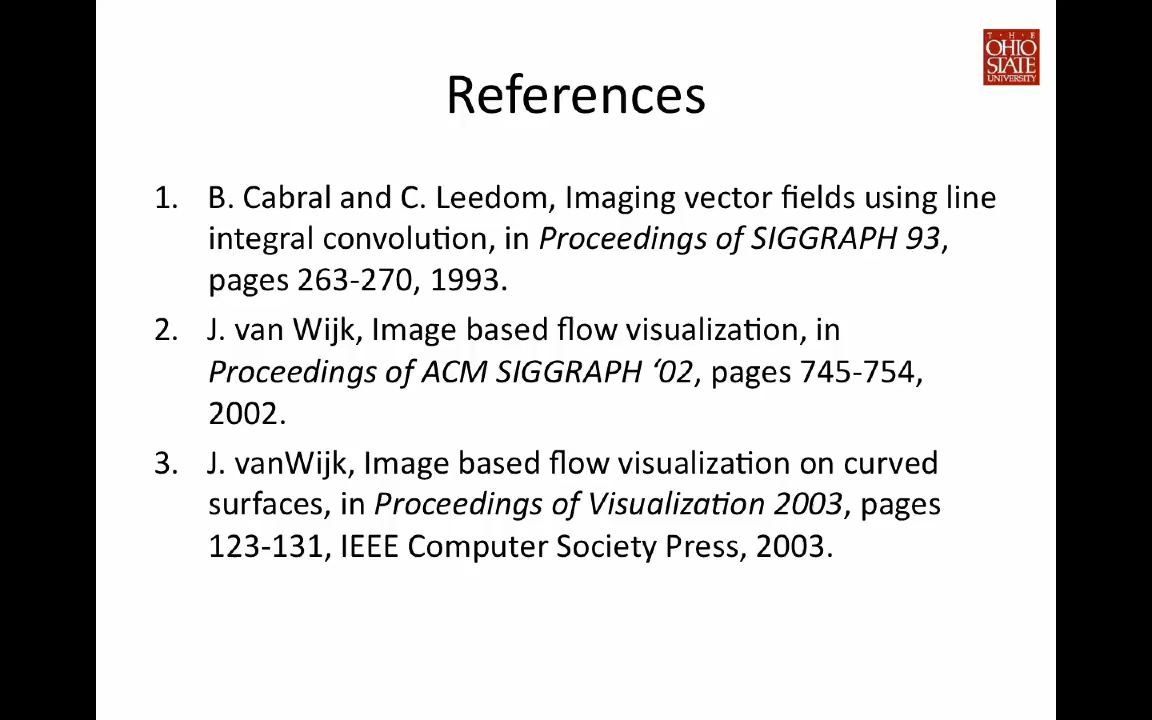 T · H · E
OHIO
STATE
UNIVERSITY
References
1. B. Cabral and C. Leedom, Imaging vector fields using line
integral convolution, in Proceedings of SIGGRAPH 93,
pages 263-270, 1993.
2. J. van Wijk, Image based flow visualization, in
Proceedings of ACM SIGGRAPH ‘02, pages 745-754,
2002.
3. J. vanWijk, Image based flow visualization on curved
surfaces, in Proceedings of Visualization 2003, pages
123-131, IEEE Computer Society Press, 2003.